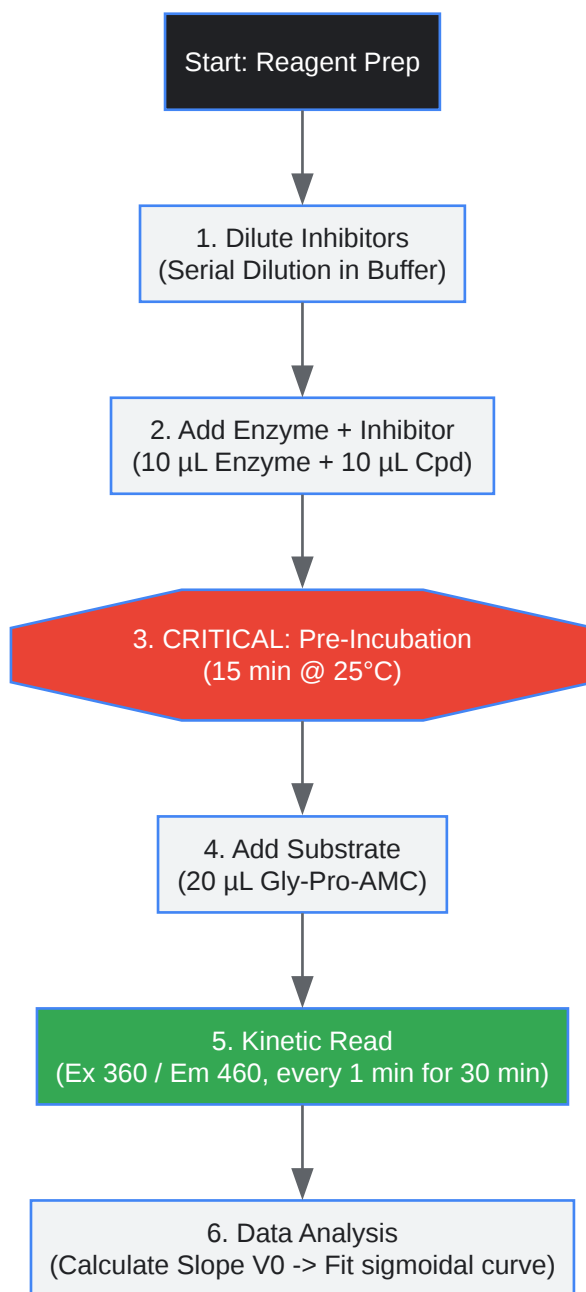 Start: Reagent Prep
1. Dilute Inhibitors
(Serial Dilution in Buffer)
2. Add Enzyme + Inhibitor
(10 µL Enzyme + 10 µL Cpd)
3. CRITICAL: Pre-Incubation
(15 min @ 25°C)
4. Add Substrate
(20 µL Gly-Pro-AMC)
5. Kinetic Read
(Ex 360 / Em 460, every 1 min for 30 min)
6. Data Analysis
(Calculate Slope V0 -> Fit sigmoidal curve)